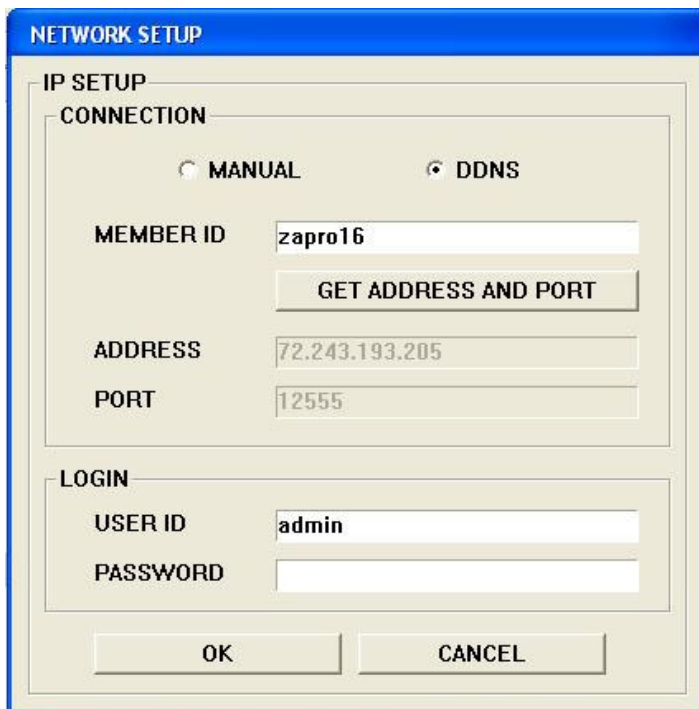 NETWORK SETUP
IP SETUP
CONNECTION
MANUAL DDNS
MEMBER ID zapro16
GET ADDRESS AND PORT
ADDRESS 72.243.193.205
PORT 12555
LOGIN
USER ID admin
PASSWORD
OK CANCEL